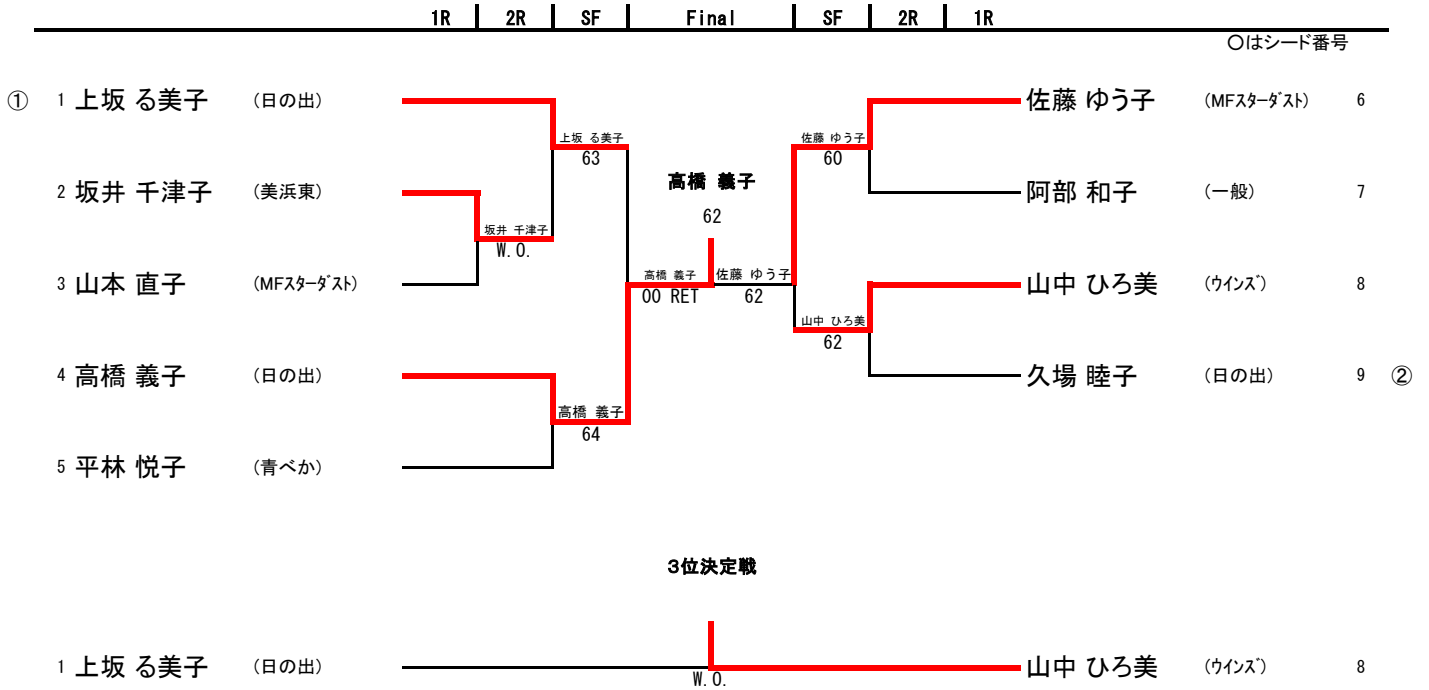 1R 2R SF Final SF 2R 1R
〇はシード番号
① 1 上坂 る美子 (日の出) 佐藤 ゆう子 (MFスターダスト) 6
上坂 る美子 佐藤 ゆう子
63 60
高橋 義子
2 坂井 千津子 (美浜東) 阿部 和子 (一般) 7
62
坂井 千津子
W.O.
高橋 義子 佐藤 ゆう子
3 山本 直子 (MFスターダスト) 山中 ひろ美 (ウインズ) 8
00 RET 62
山中 ひろ美
62
4 高橋 義子 (日の出) 久場 睦子 (日の出) 9 ②
高橋 義子
64
5 平林 悦子 (青べか)
3位決定戦
1 上坂 る美子 (日の出) 山中 ひろ美 (ウインズ) 8
W.O.